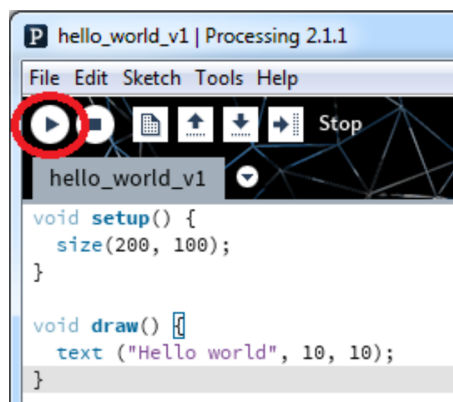 P hello_world_v1 | Processing 2.1.1
File Edit Sketch Tools Help
Stop
hello_world_v1
void setup() {
  size(200, 100);
}

void draw() {
  text ("Hello world", 10, 10);
}